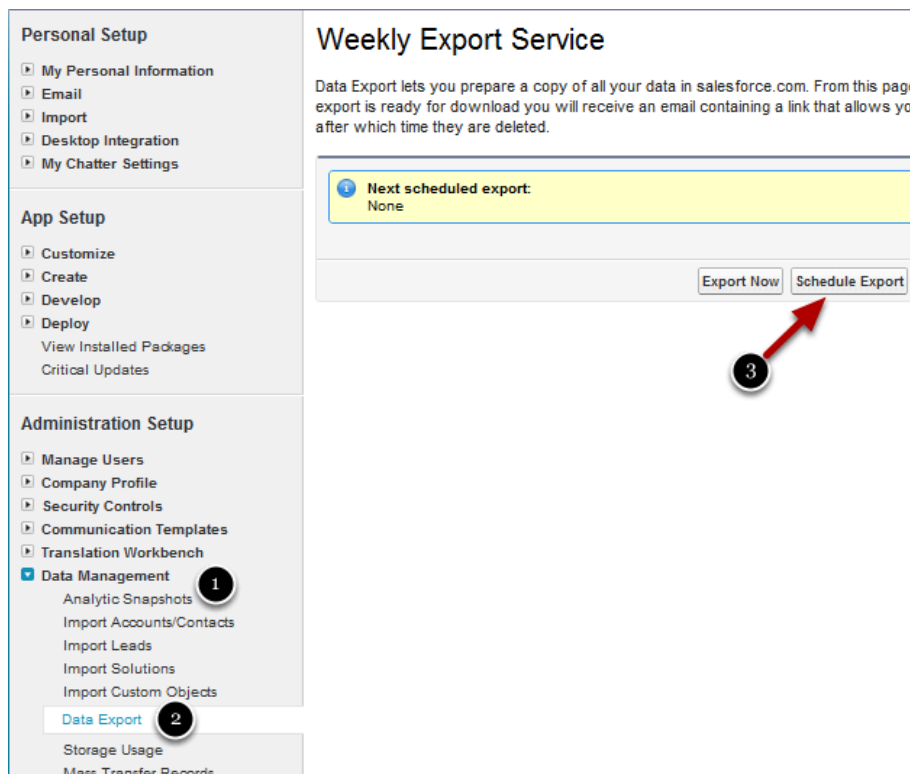 Personal Setup
My Personal Information
Email
Import
Desktop Integration
My Chatter Settings
App Setup
Customize
Create
Develop
Deploy
View Installed Packages
Critical Updates
Administration Setup
Manage Users
Company Profile
Security Controls
Communication Templates
Translation Workbench
Data Management
1
Analytic Snapshots
Import Accounts/Contacts
Import Leads
Import Solutions
Import Custom Objects
Data Export
2
Storage Usage
Mass Transfer Records
Weekly Export Service
Data Export lets you prepare a copy of all your data in salesforce.com. From this pag
export is ready for download you will receive an email containing a link that allows yo
after which time they are deleted.
Next scheduled export:
None
Export Now
Schedule Export
3